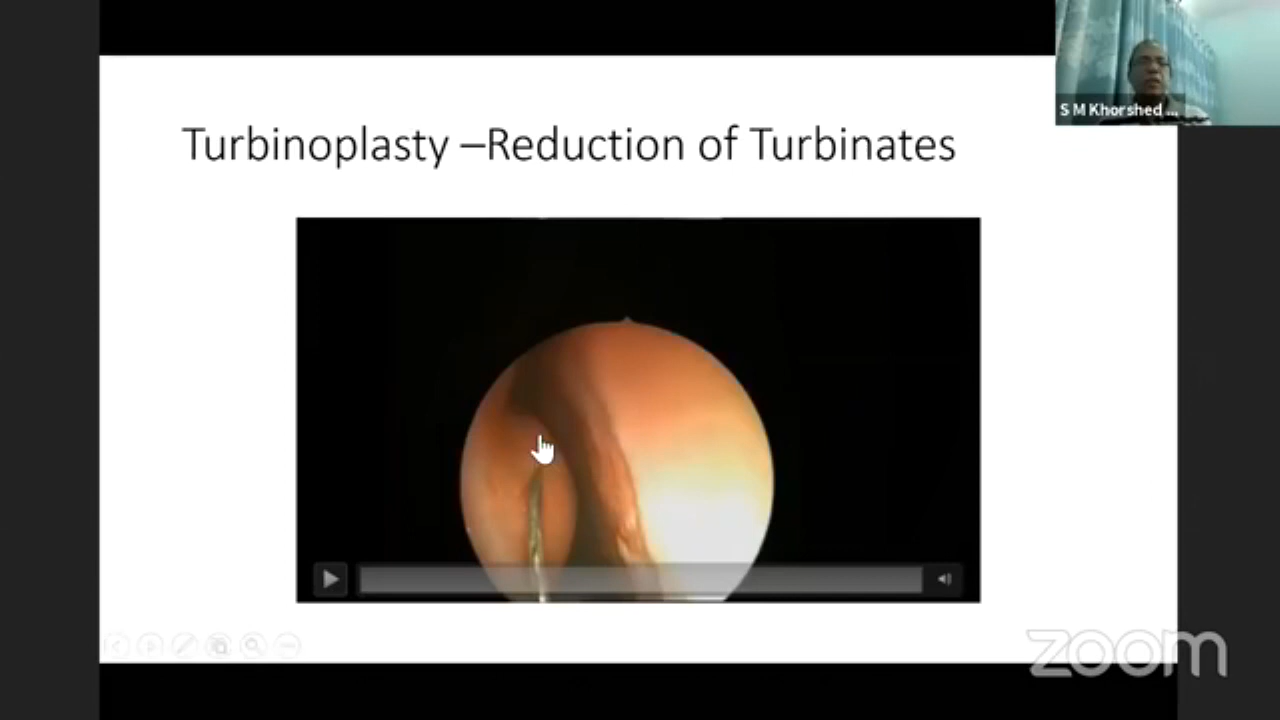 S M Khorshed ...
Turbinoplasty –Reduction of Turbinates
zoom